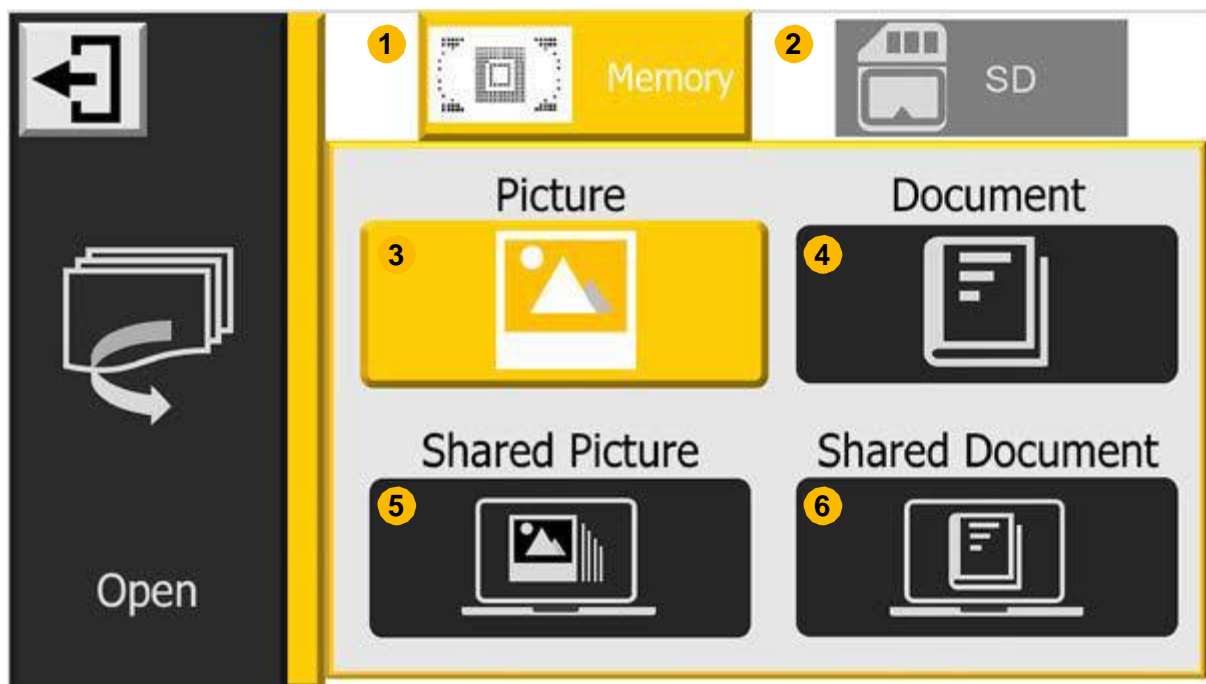 1 Memory 2 SD
Picture Document
3 4
Shared Picture Shared Document
5 6
Open